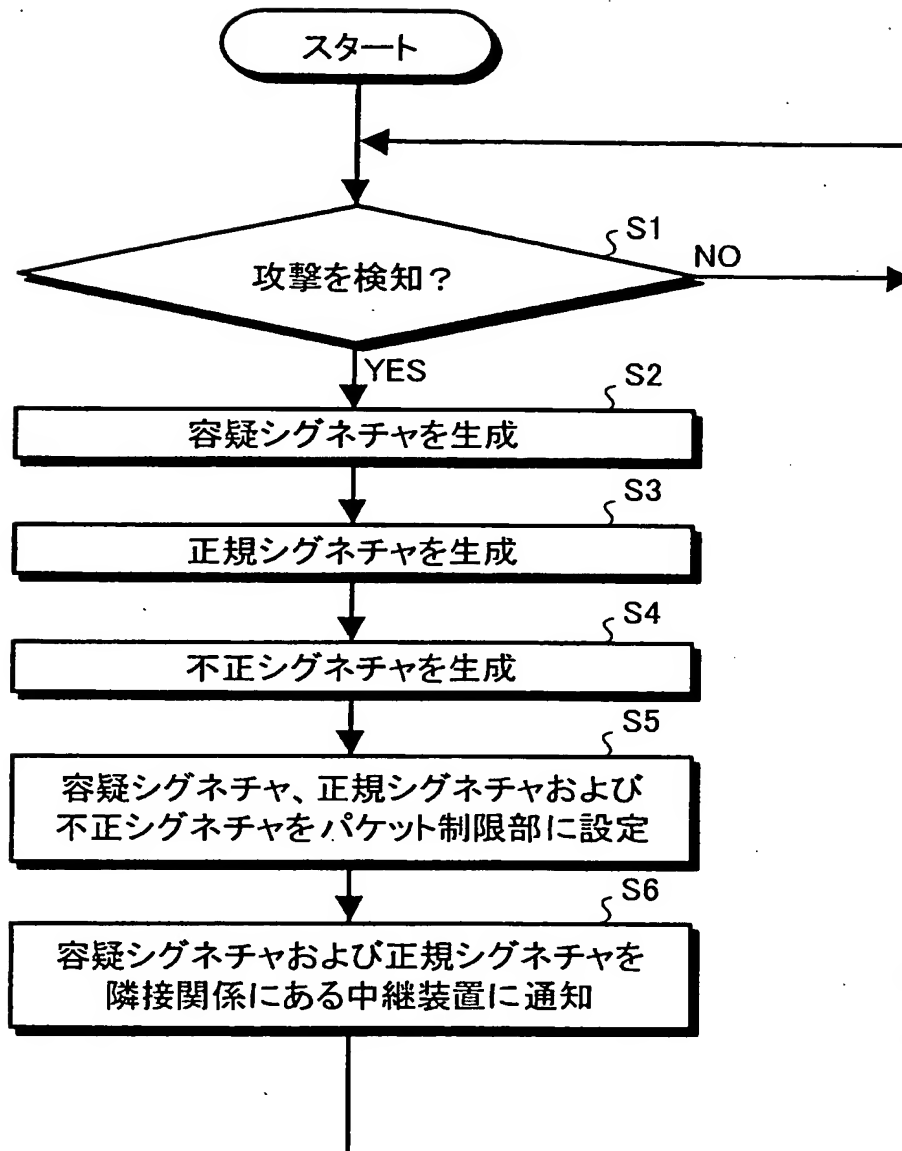 スタート
S1
攻撃を検知？
NO
YES
S2
容疑シグネチャを生成
S3
正規シグネチャを生成
S4
不正シグネチャを生成
S5
容疑シグネチャ、正規シグネチャおよび
不正シグネチャをパケット制限部に設定
S6
容疑シグネチャおよび正規シグネチャを
隣接関係にある中継装置に通知